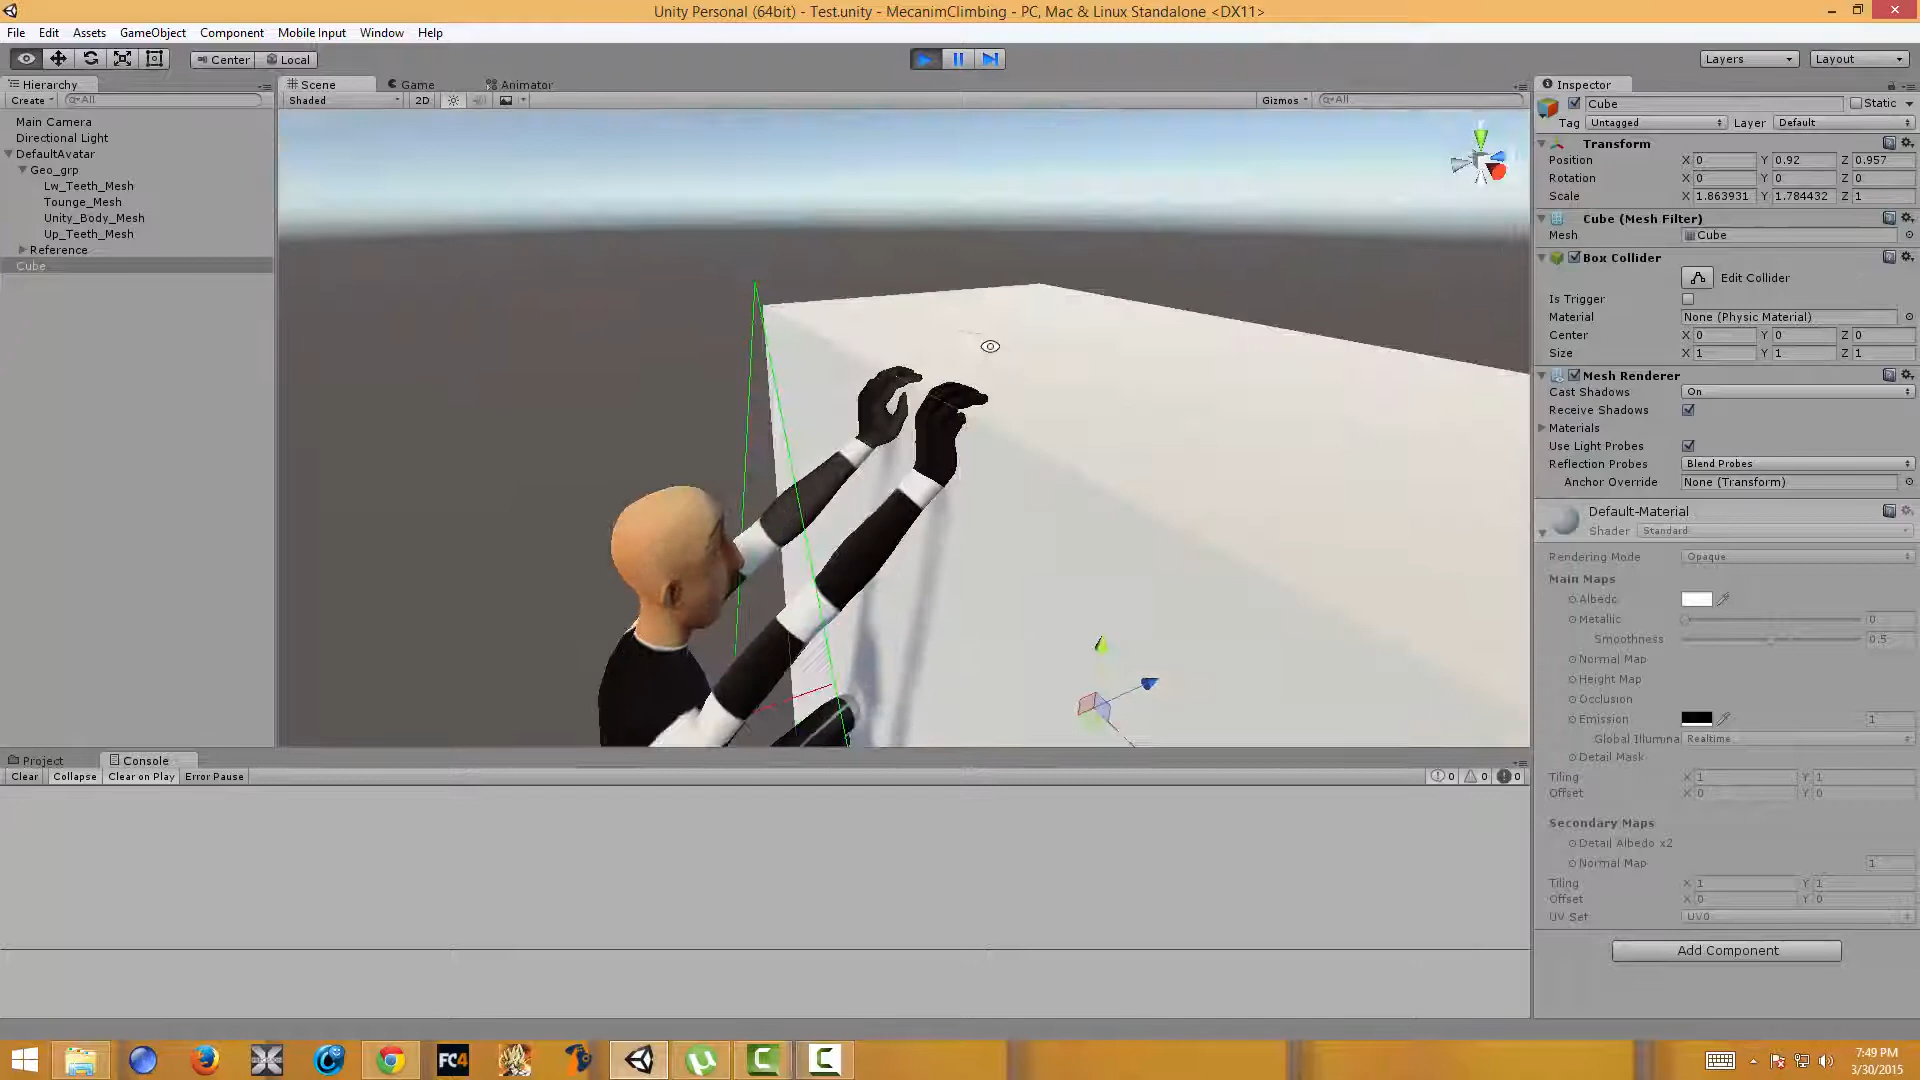 Unity Personal (64bit) - Test.unity - MecanimClimbing - PC, Mac & Linux Standalone <DX11>
File Edit Assets GameObject Component Mobile Input Window Help
Center Local Layers Layout
Hierarchy Scene Game Animator Inspector
Create All Shaded 2D Gizmos All Cube Static
Tag Untagged Layer Default
Main Camera
Directional Light
DefaultAvatar
Geo_grp
Lw_Teeth_Mesh
Tounge_Mesh
Unity_Body_Mesh
Up_Teeth_Mesh
Reference
Cube
Transform
Position X 0 Y 0.92 Z 0.957
Rotation X 0 Y 0 Z 0
Scale X 1.863931 Y 1.784432 Z 1
Cube (Mesh Filter)
Mesh Cube
Box Collider
Edit Collider
Is Trigger
Material None (Physic Material)
Center X 0 Y 0 Z 0
Size X 1 Y 1 Z 1
Mesh Renderer
Cast Shadows On
Receive Shadows
Materials
Use Light Probes
Reflection Probes Blend Probes
Anchor Override None (Transform)
Default-Material
Shader Standard
Rendering Mode Opaque
Main Maps
Albedo
Metallic 0
Smoothness 0.5
Normal Map
Height Map
Occlusion
Emission 1
Global Illumina Realtime
Detail Mask
Tiling X 1 Y 1
Offset X 0 Y 0
Secondary Maps
Detail Albedo x2
Normal Map 1
Tiling X 1 Y 1
Offset X 0 Y 0
UV Set UV0
Add Component
Project Console
Clear Collapse Clear on Play Error Pause 0 0 0
FC4
7:49 PM
3/30/2015